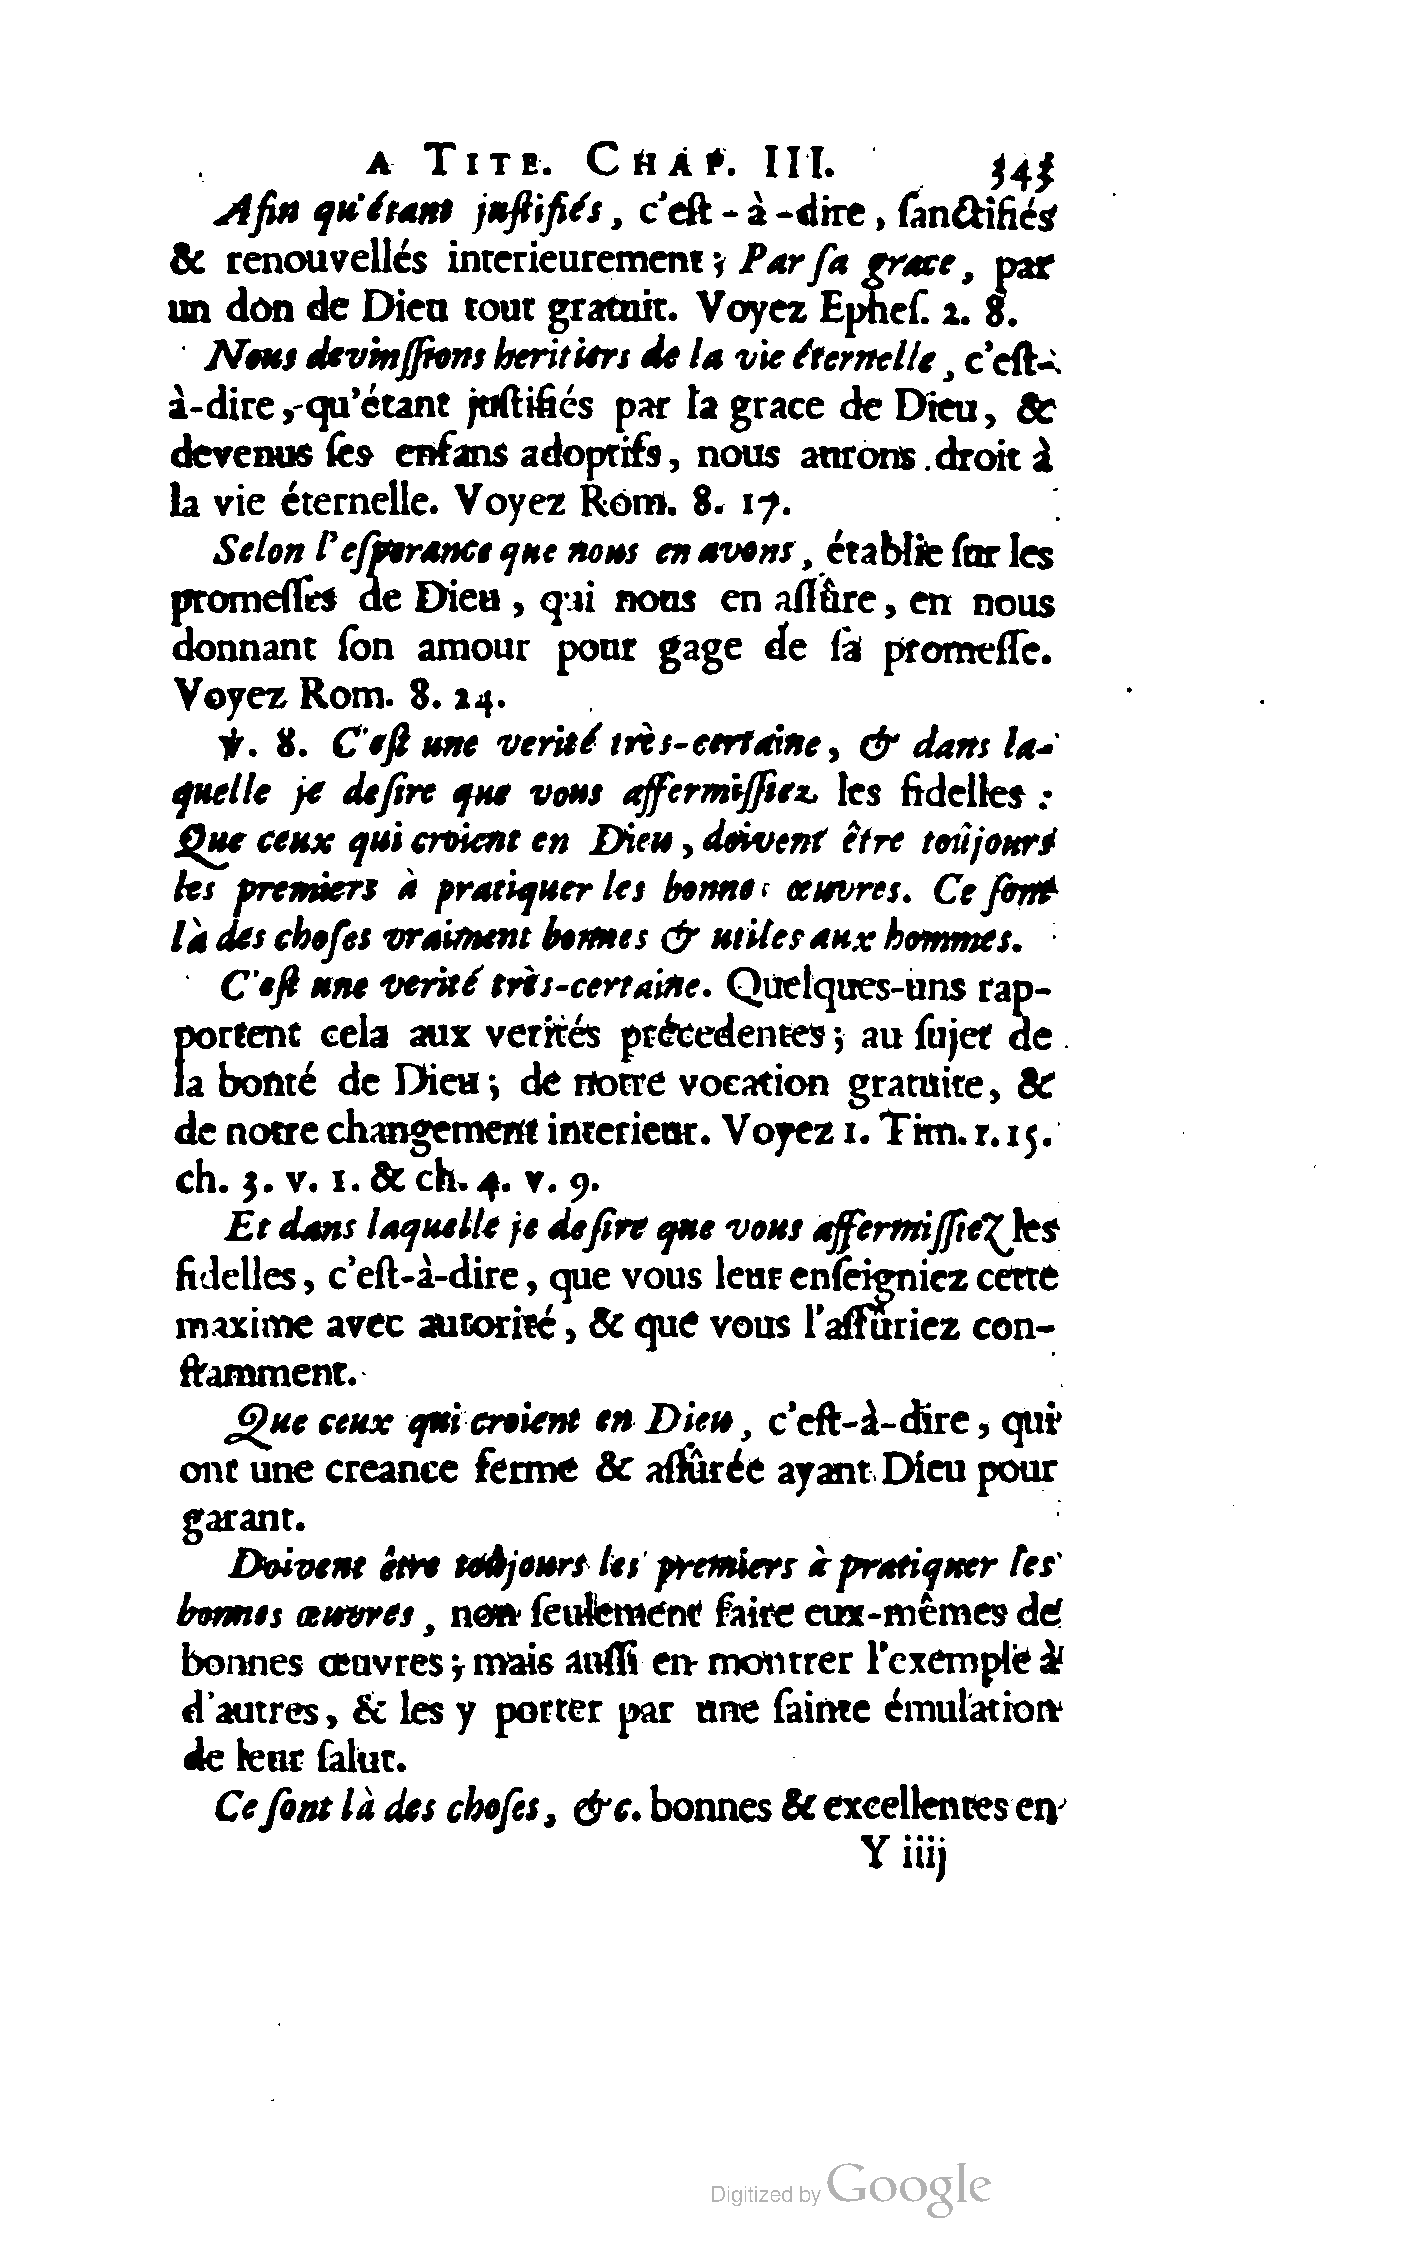 A TITE. CHAP. III. 343
Afin qu'étant juſtifiés, c'eſt-à-dire, ſanctifiés
& renouvellés interieurement; Par ſa grace, par
un don de Dieu tout gratuit. Voyez Epheſ. 2. 8.
Nous devinſſions heritiers de la vie éternelle, c'eſt-
à-dire, qu'étant juſtifiés par la grace de Dieu, &
devenus ſes enfans adoptifs, nous aurons droit à
la vie éternelle. Voyez Rom. 8. 17.
Selon l'eſperance que nous en avons, établie ſur les
promeſſes de Dieu, qui nous en aſſûre, en nous
donnant ſon amour pour gage de ſa promeſſe.
Voyez Rom. 8. 24.
℣. 8. C'eſt une verité très-certaine, & dans la-
quelle je deſire que vous affermiſſiez les fidelles:
Que ceux qui croient en Dieu, doivent être toûjours
les premiers à pratiquer les bonnes œuvres. Ce ſont
là des choſes vraiment bonnes & utiles aux hommes.
C'eſt une verité très-certaine. Quelques-uns rap-
portent cela aux verités précedentes; au ſujet de
la bonté de Dieu; de notre vocation gratuite, &
de notre changement interieur. Voyez 1. Tim. 1. 15.
ch. 3. v. 1. & ch. 4. v. 9.
Et dans laquelle je deſire que vous affermiſſiez les
fidelles, c'eſt-à-dire, que vous leur enſeigniez cette
maxime avec autorité, & que vous l'aſſuriez con-
ſtamment.
Que ceux qui croient en Dieu, c'eſt-à-dire, qui
ont une creance ferme & aſſûrée ayant Dieu pour
garant.
Doivent être toûjours les premiers à pratiquer les
bonnes œuvres, non ſeulement faire eux-mêmes de
bonnes œuvres; mais auſſi en montrer l'exemple à
d'autres, & les y porter par une ſainte émulation
de leur ſalut.
Ce ſont là des choſes, &c. bonnes & excellentes en
Y iiij
Digitized by Google